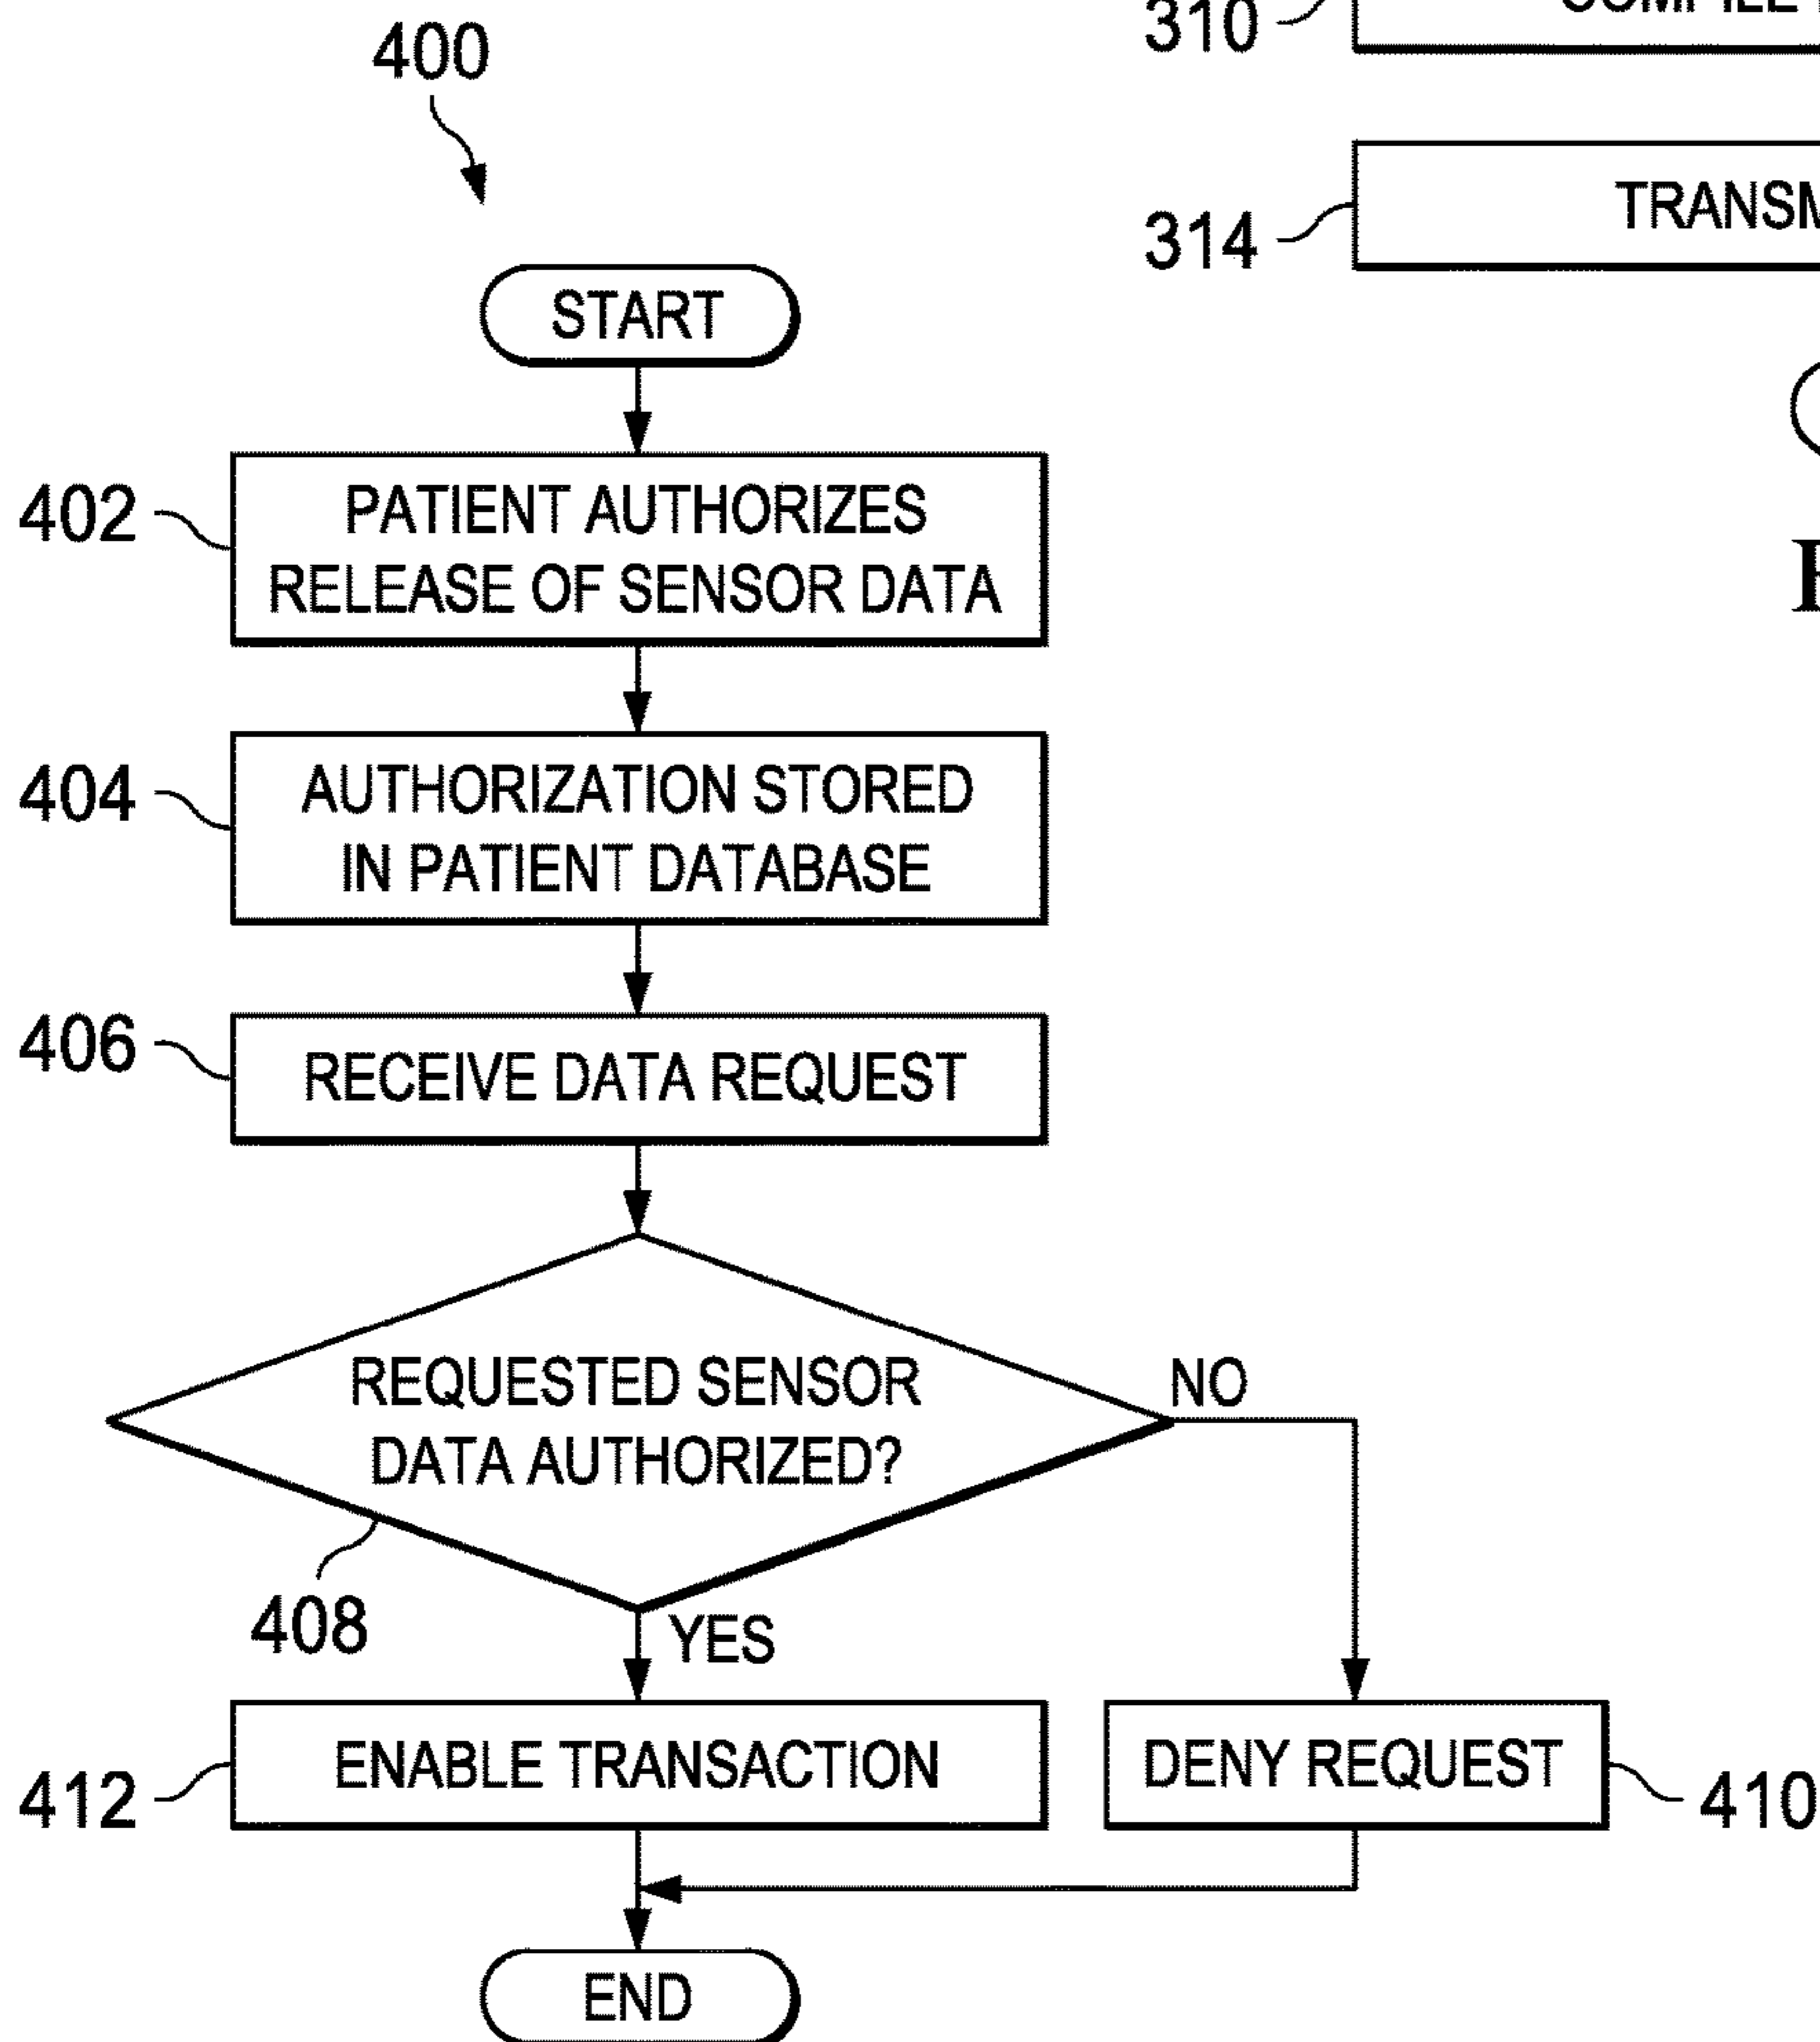 400
START
402
PATIENT AUTHORIZES
RELEASE OF SENSOR DATA
404
AUTHORIZATION STORED
IN PATIENT DATABASE
406
RECEIVE DATA REQUEST
REQUESTED SENSOR
DATA AUTHORIZED?
NO
408
YES
412
ENABLE TRANSACTION
DENY REQUEST
410
END
310
314